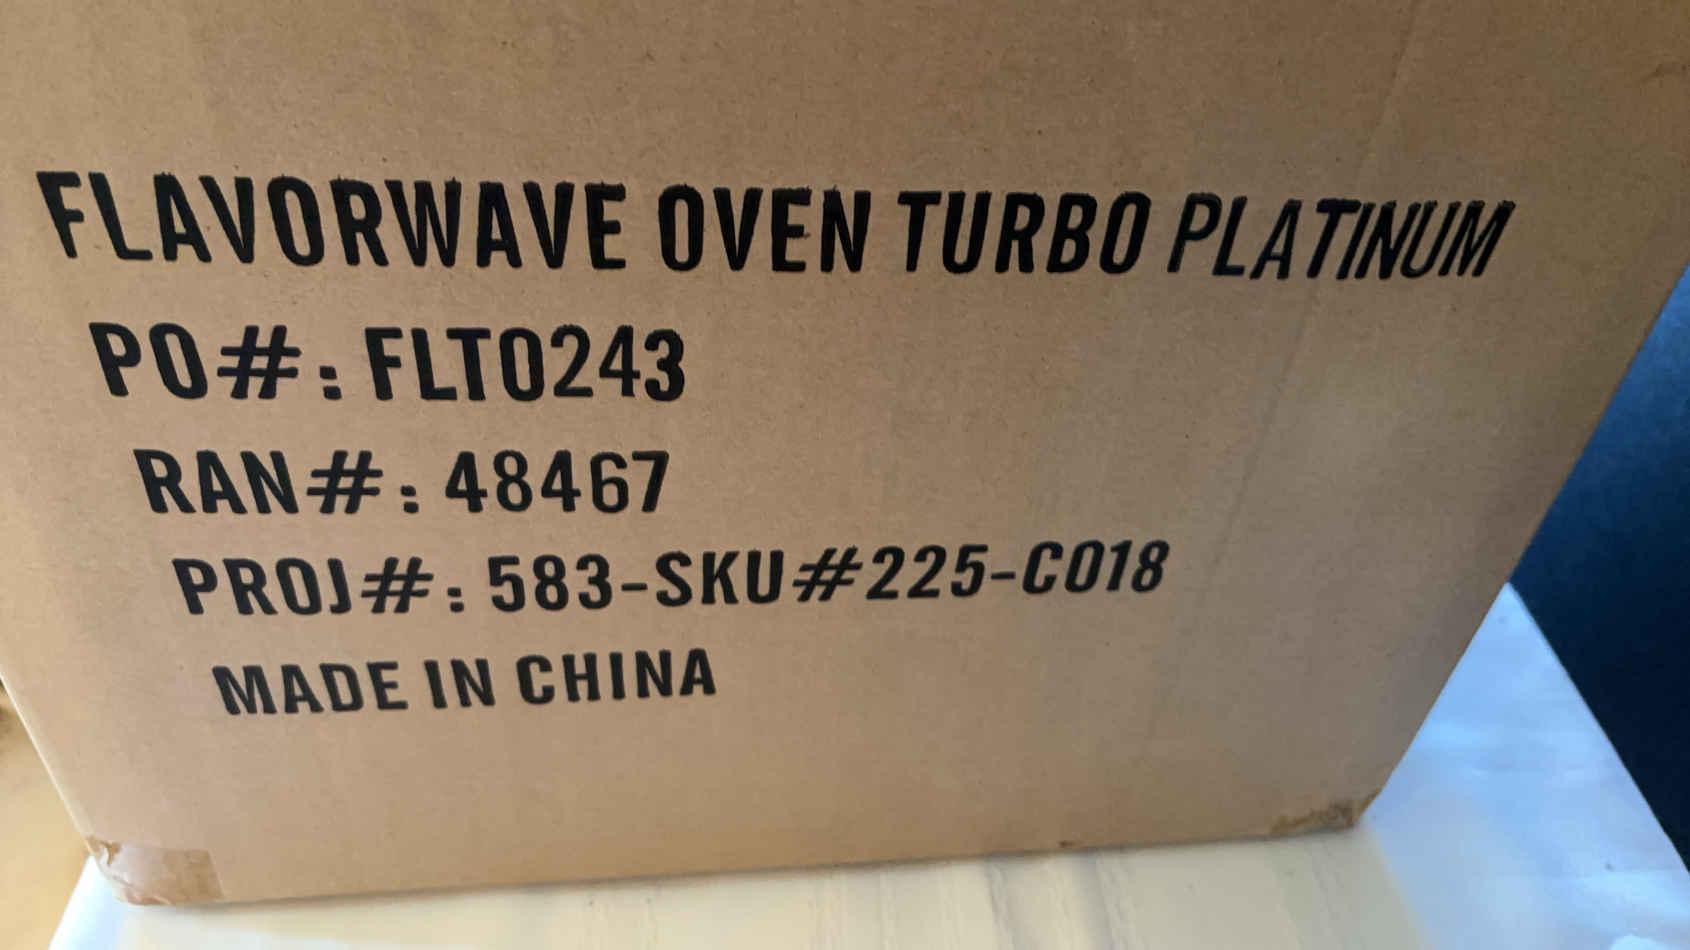 FLAVORWAVE OVEN TURBO PLATINUM
PO#: FLT0243
RAN#: 48467
PROJ#: 583-SKU#225-C018
MADE IN CHINA